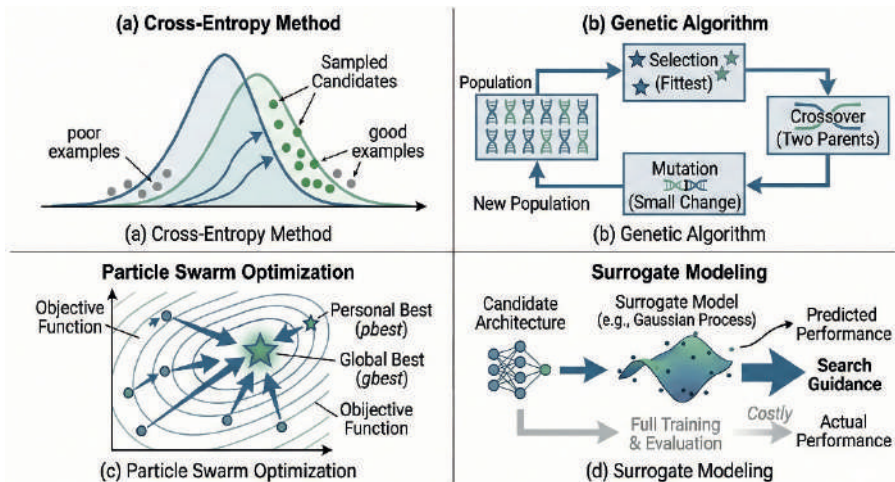 (a) Cross-Entropy Method
Sampled
Candidates
poor
examples
good
examples
(a) Cross-Entropy Method
(b) Genetic Algorithm
Population
Selection
(Fittest)
Crossover
(Two Parents)
Mutation
(Small Change)
New Population
(b) Genetic Algorithm
Particle Swarm Optimization
Objective
Function
Personal Best
(pbest)
Global Best
(gbest)
Objective
Function
(c) Particle Swarm Optimization
Surrogate Modeling
Candidate
Architecture
Surrogate Model
(e.g., Gaussian Process)
Predicted
Performance
Search
Guidance
Full Training
& Evaluation
Costly
Actual
Performance
(d) Surrogate Modeling